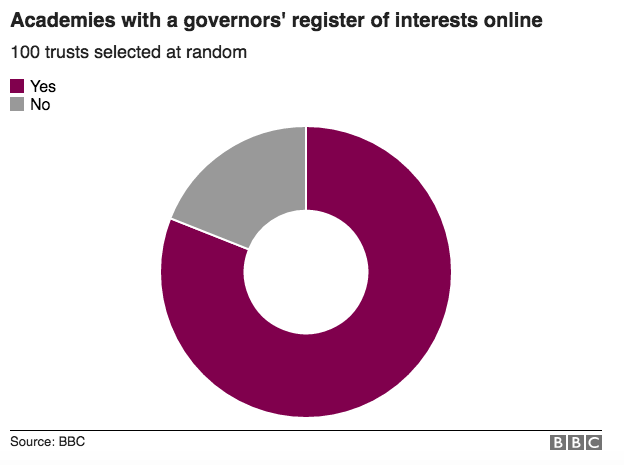 Academies with a governors' register of interests online
100 trusts selected at random
Yes
No
Source: BBC
BBC